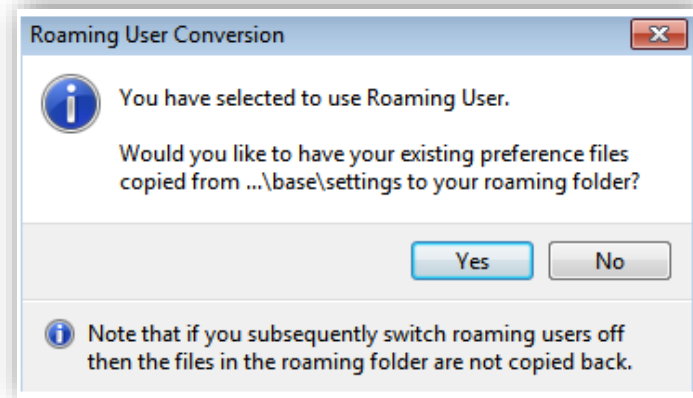 Roaming User Conversion
You have selected to use Roaming User.
Would you like to have your existing preference files
copied from ...\base\settings to your roaming folder?
Yes
No
Note that if you subsequently switch roaming users off
then the files in the roaming folder are not copied back.